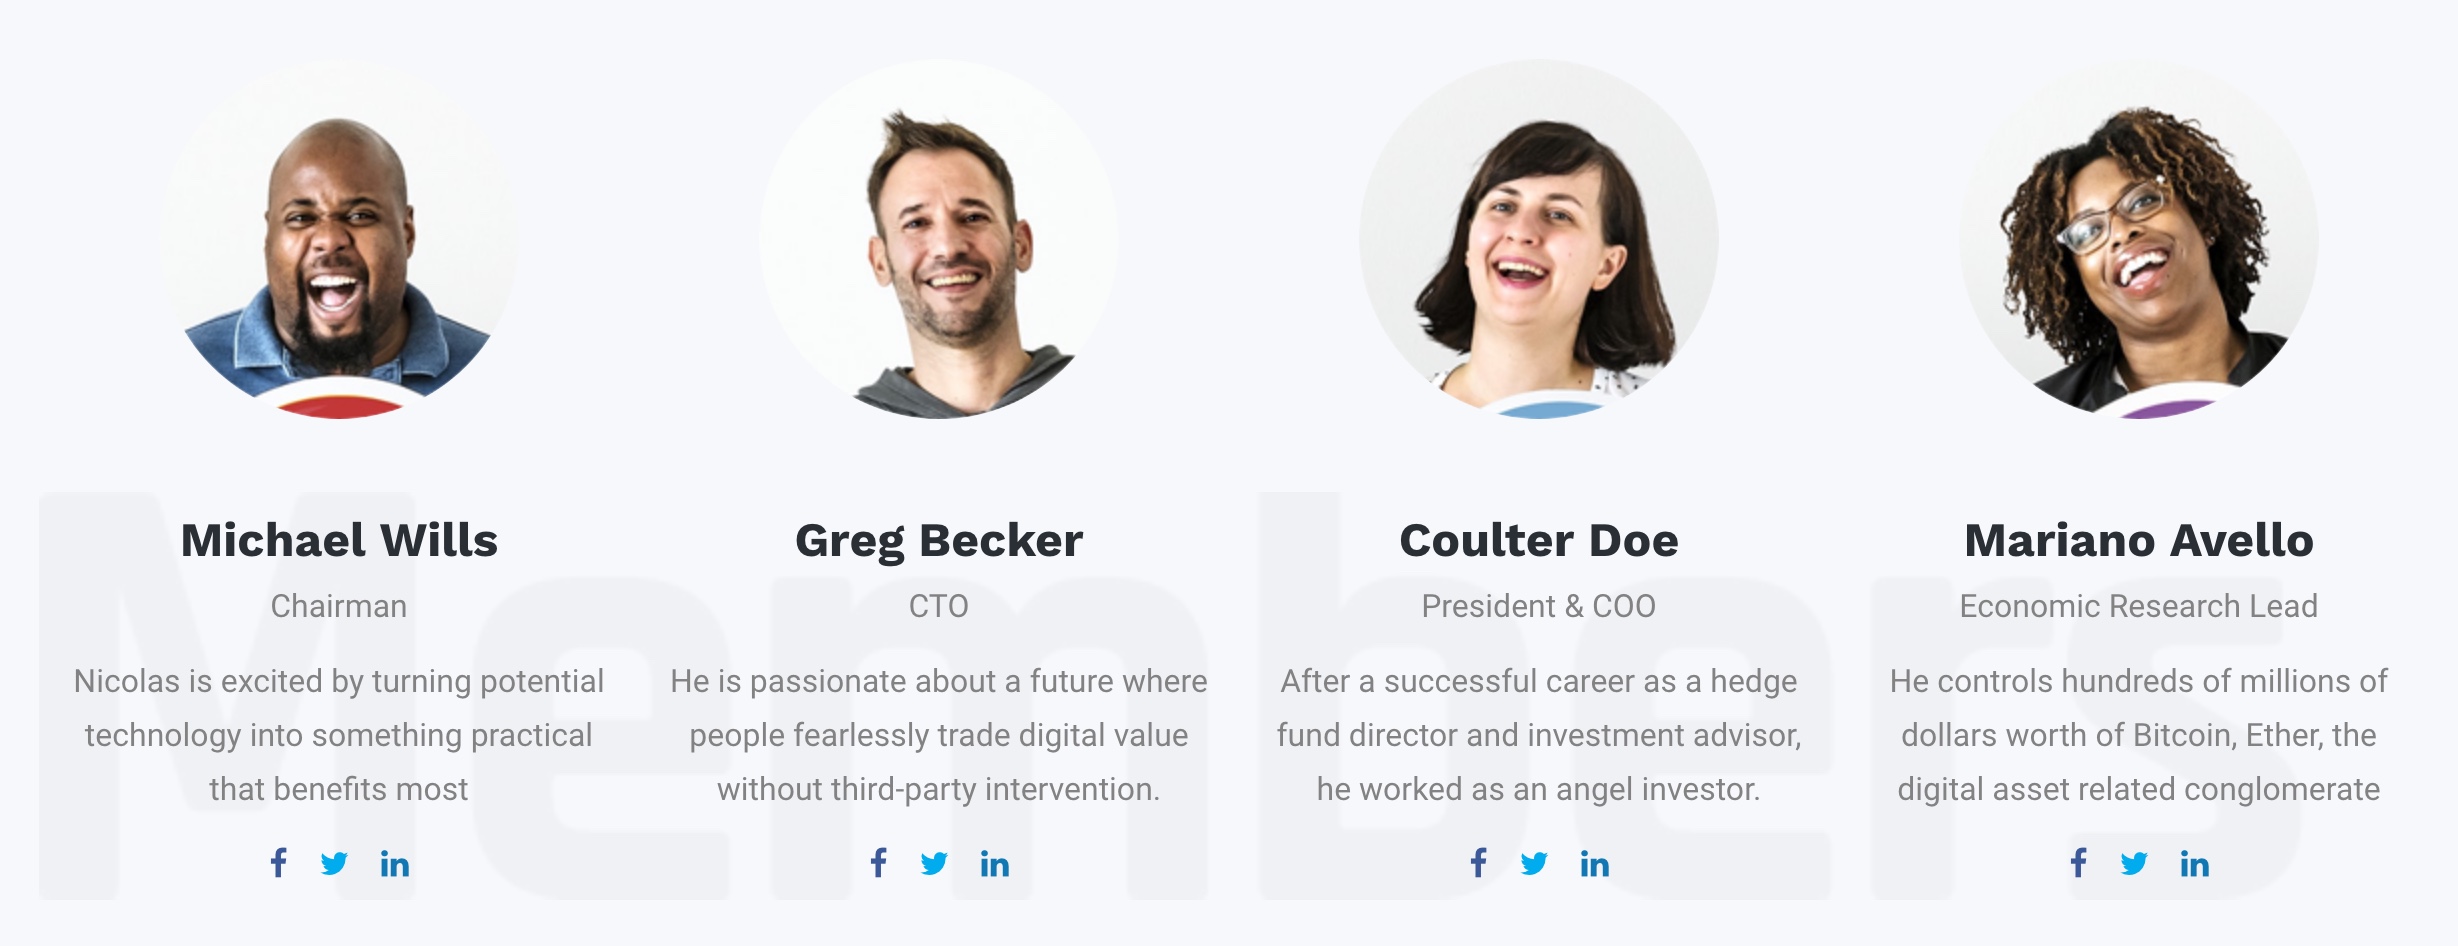 Members
Michael Wills
Chairman
Nicolas is excited by turning potential
technology into something practical
that benefits most
Greg Becker
CTO
He is passionate about a future where
people fearlessly trade digital value
without third-party intervention.
Coulter Doe
President & COO
After a successful career as a hedge
fund director and investment advisor,
he worked as an angel investor.
Mariano Avello
Economic Research Lead
He controls hundreds of millions of
dollars worth of Bitcoin, Ether, the
digital asset related conglomerate